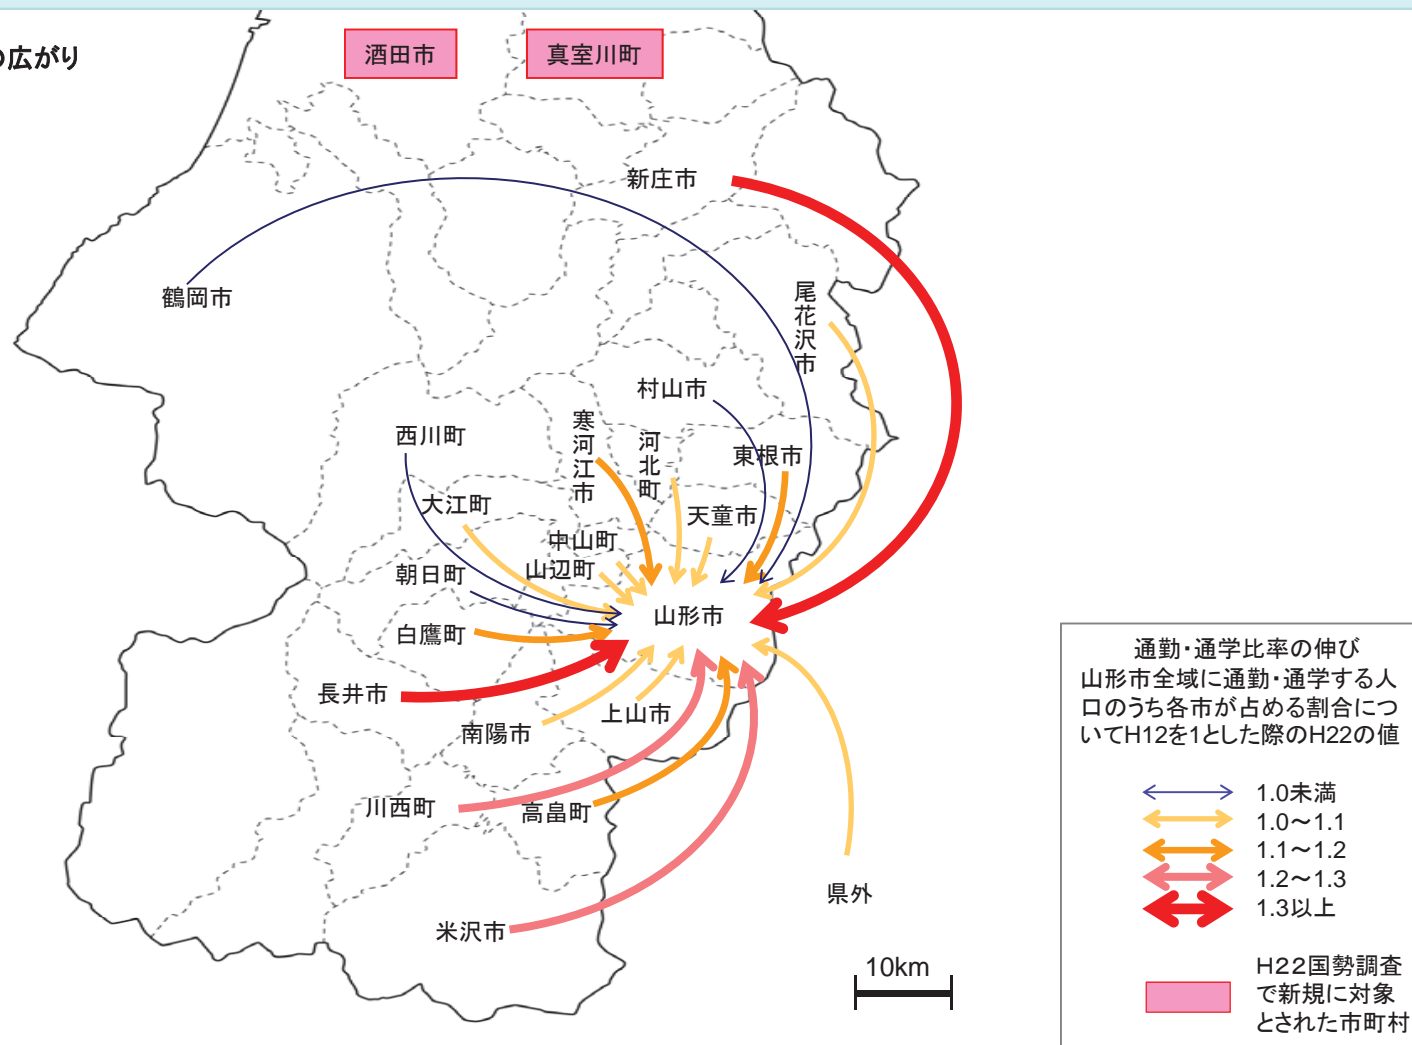 の広がり
酒田市
真室川町
新庄市
鶴岡市
尾花沢市
村山市
西川町
寒河江市
河北町
東根市
大江町
天童市
中山町
山辺町
朝日町
山形市
白鷹町
長井市
上山市
南陽市
川西町
高畠町
県外
米沢市
10km
通勤・通学比率の伸び
山形市全域に通勤・通学する人
口のうち各市が占める割合につ
いてH12を1とした際のH22の値
1.0未満
1.0～1.1
1.1～1.2
1.2～1.3
1.3以上
H22国勢調査
で新規に対象
とされた市町村